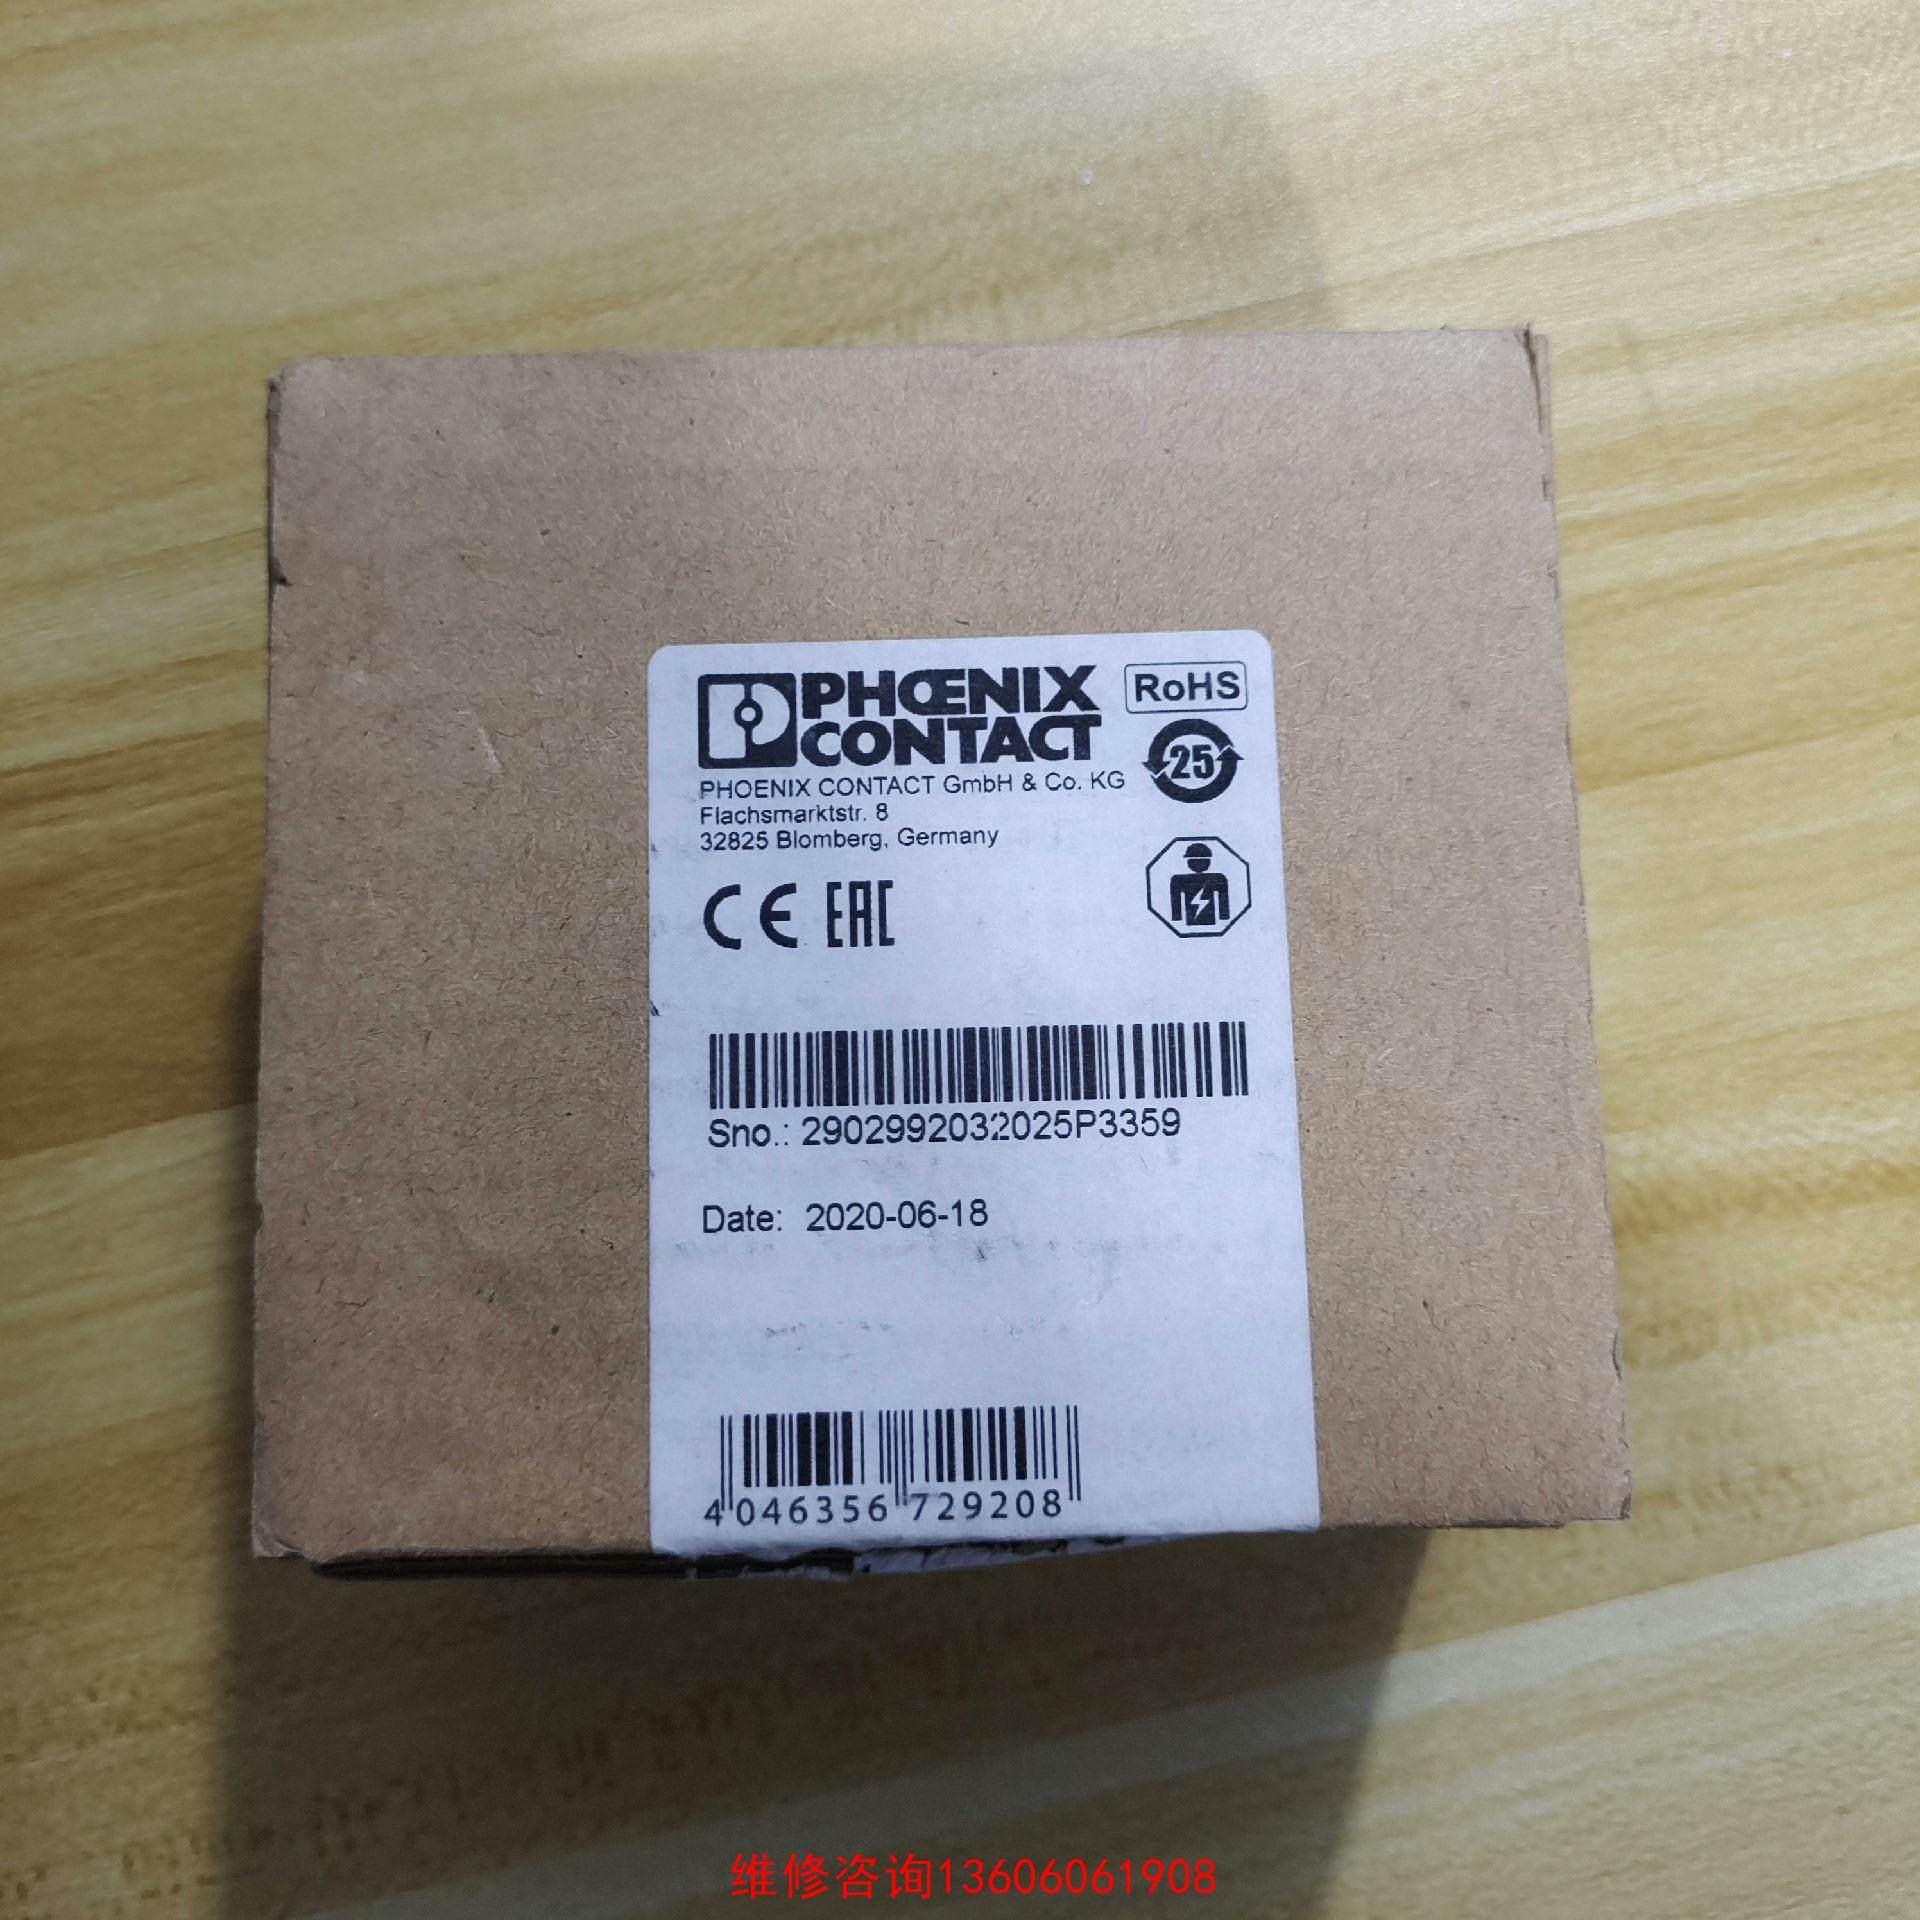 PHŒNIX
CONTACT
RoHS
25
PHOENIX CONTACT GmbH & Co. KG
Flachsmarktstr. 8
32825 Blomberg, Germany
CE EAC
Sno.: 2902992032025P3359
Date: 2020-06-18
4 046356 729208
维修咨询13606061908